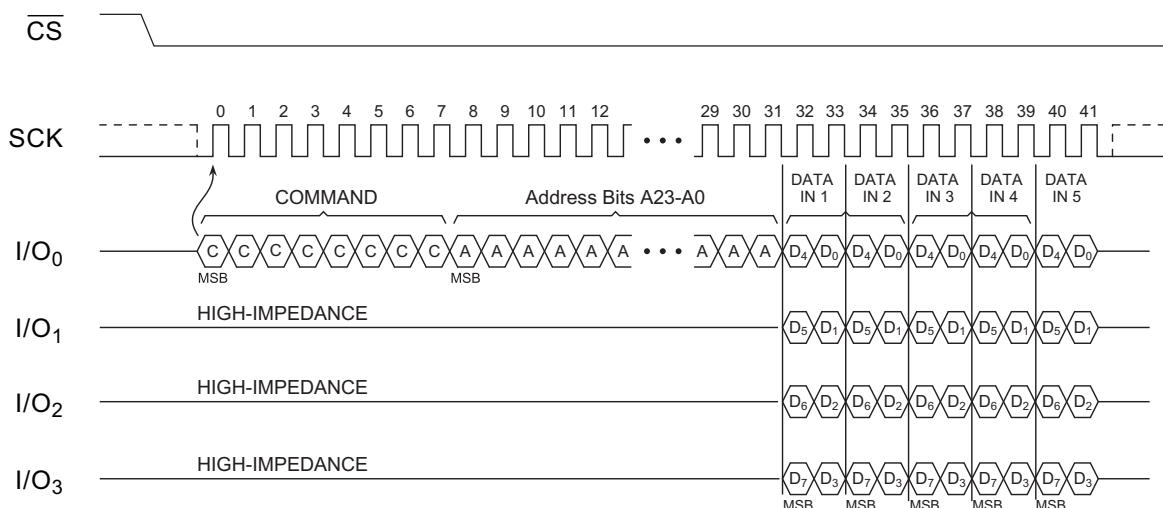 CS
0 1 2 3 4 5 6 7 8 9 10 11 12 29 30 31 32 33 34 35 36 37 38 39 40 41
SCK • • •
DATA IN 1 DATA IN 2 DATA IN 3 DATA IN 4 DATA IN 5
COMMAND Address Bits A23-A0
I/O₀ C C C C C C C C A A A A A A • • • A A A D₄ D₀ D₄ D₀ D₄ D₀ D₄ D₀ D₄ D₀
MSB MSB
HIGH-IMPEDANCE
I/O₁ D₅ D₁ D₅ D₁ D₅ D₁ D₅ D₁ D₅ D₁
HIGH-IMPEDANCE
I/O₂ D₆ D₂ D₆ D₂ D₆ D₂ D₆ D₂ D₆ D₂
HIGH-IMPEDANCE
I/O₃ D₇ D₃ D₇ D₃ D₇ D₃ D₇ D₃ D₇ D₃
MSB MSB MSB MSB MSB